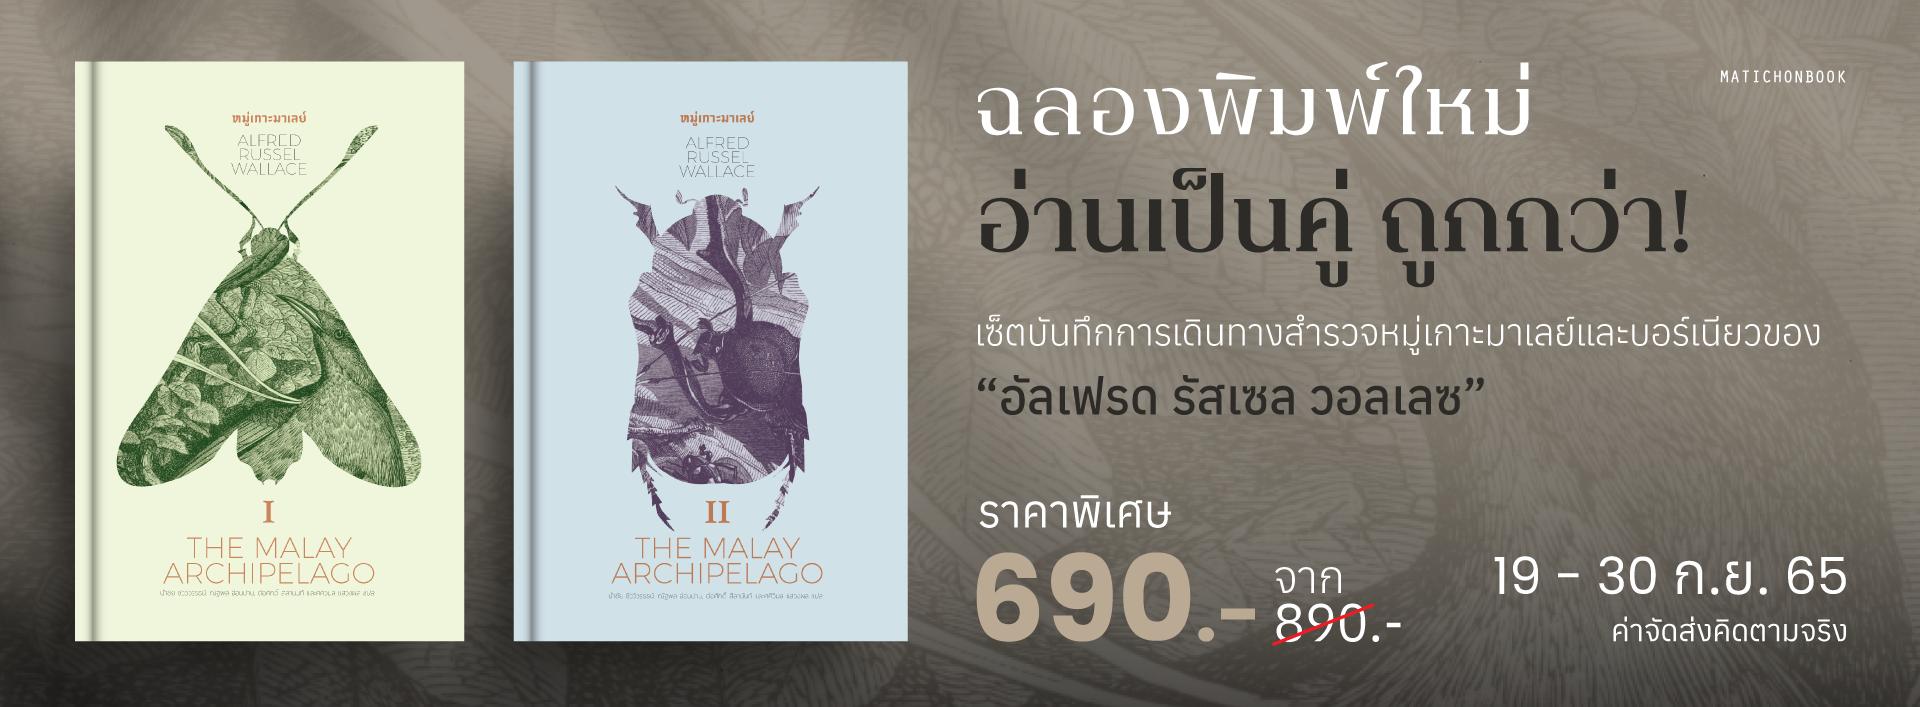 หมู่เกาะมาเลย์
ALFRED
RUSSEL
WALLACE
I
THE MALAY
ARCHIPELAGO
หมู่เกาะมาเลย์
ALFRED
RUSSEL
WALLACE
II
THE MALAY
ARCHIPELAGO
MATICHONBOOK
ฉลองพิมพ์ใหม่
อ่านเป็นคู่ ถูกกว่า!
เซ็ตบันทึกการเดินทางสำรวจหมู่เกาะมาเลย์และบอร์เนียวของ
“อัลเฟรด รัสเซล วอลเลซ”
ราคาพิเศษ
690.-
จาก
890.-
19 - 30 ก.ย. 65
ค่าจัดส่งคิดตามจริง